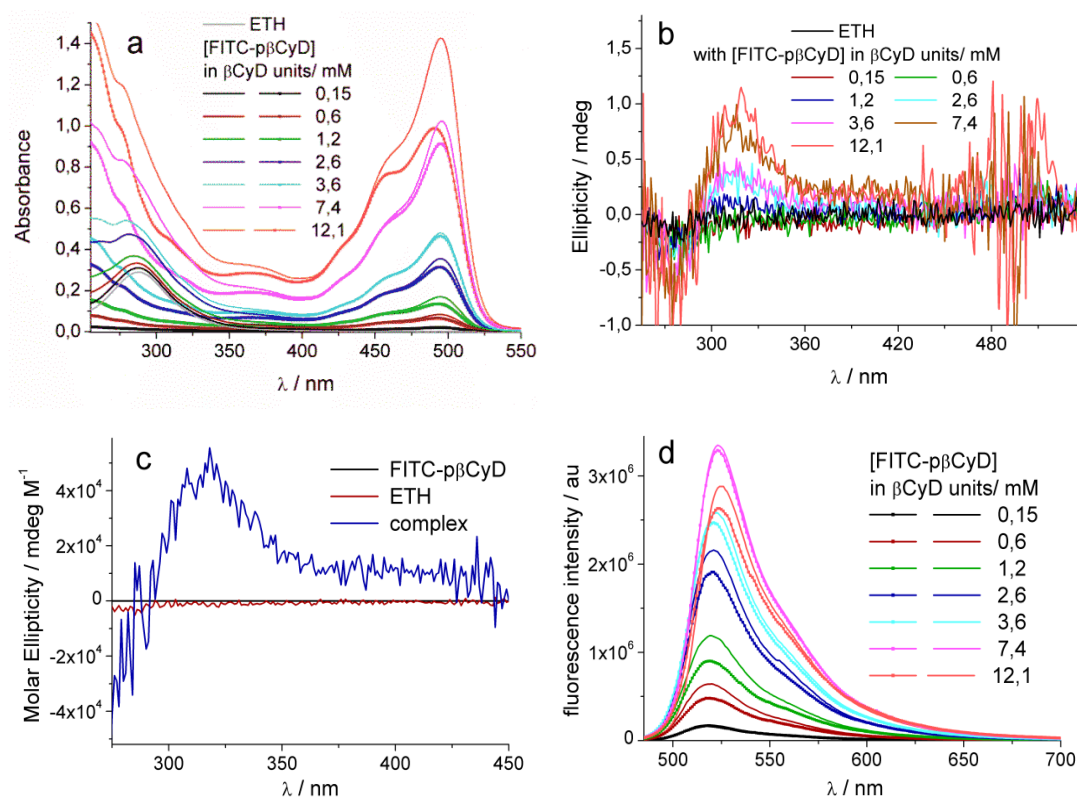 a
ETH
[FITC-pβCyD]
in βCyD units/ mM
0,15
0,6
1,2
2,6
3,6
7,4
12,1
Absorbance
1,4
1,2
1,0
0,8
0,6
0,4
0,2
0,0
300
350
400
450
500
550
λ / nm
b
ETH
with [FITC-pβCyD] in βCyD units/ mM
0,15
0,6
1,2
2,6
3,6
7,4
12,1
Ellipticity / mdeg
1,0
0,5
0,0
-0,5
-1,0
300
360
420
480
λ / nm
c
FITC-pβCyD
ETH
complex
Molar Ellipticity / mdeg M⁻¹
4x10⁴
2x10⁴
0
-2x10⁴
-4x10⁴
300
350
400
450
λ / nm
d
[FITC-pβCyD]
in βCyD units/ mM
0,15
0,6
1,2
2,6
3,6
7,4
12,1
fluorescence intensity / au
3x10⁶
2x10⁶
1x10⁶
0
500
550
600
650
700
λ / nm